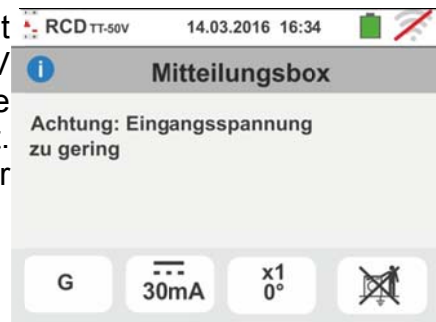 t
RCD TT-50V 14.03.2016 16:34
V
Mitteilungsbox
e
Achtung: Eingangsspannung
zu gering
.
r
G
30mA
x1
0°